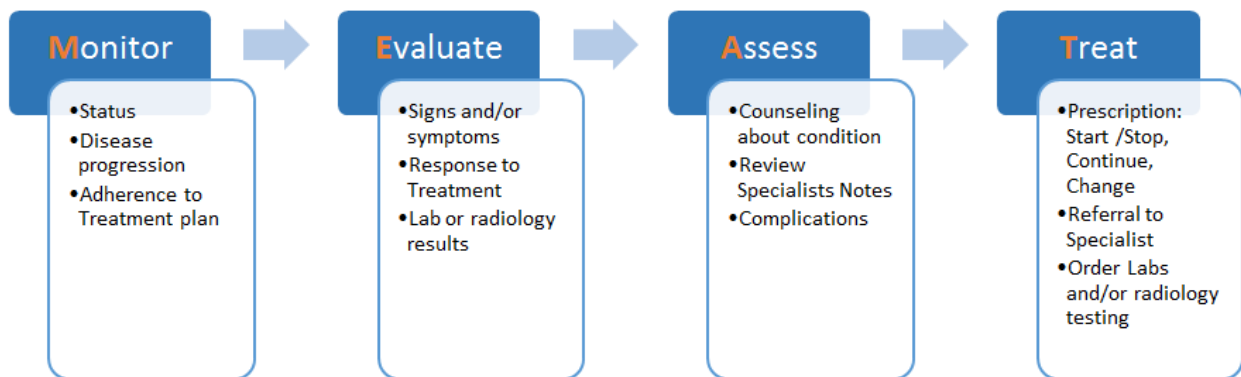 Monitor
•Status
•Disease
progression
•Adherence to
Treatment plan
Evaluate
•Signs and/or
symptoms
•Response to
Treatment
•Lab or radiology
results
Assess
•Counseling
about condition
•Review
Specialists Notes
•Complications
Treat
•Prescription:
Start /Stop,
Continue,
Change
•Referral to
Specialist
•Order Labs
and/or radiology
testing